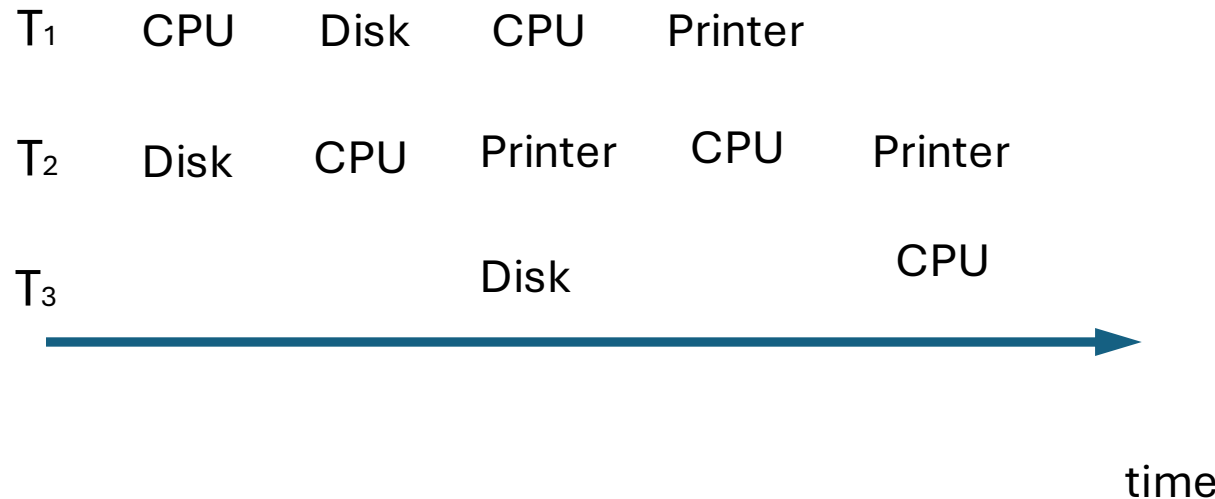 T₁ CPU Disk CPU Printer
T₂ Disk CPU Printer CPU Printer
T₃ Disk CPU
time